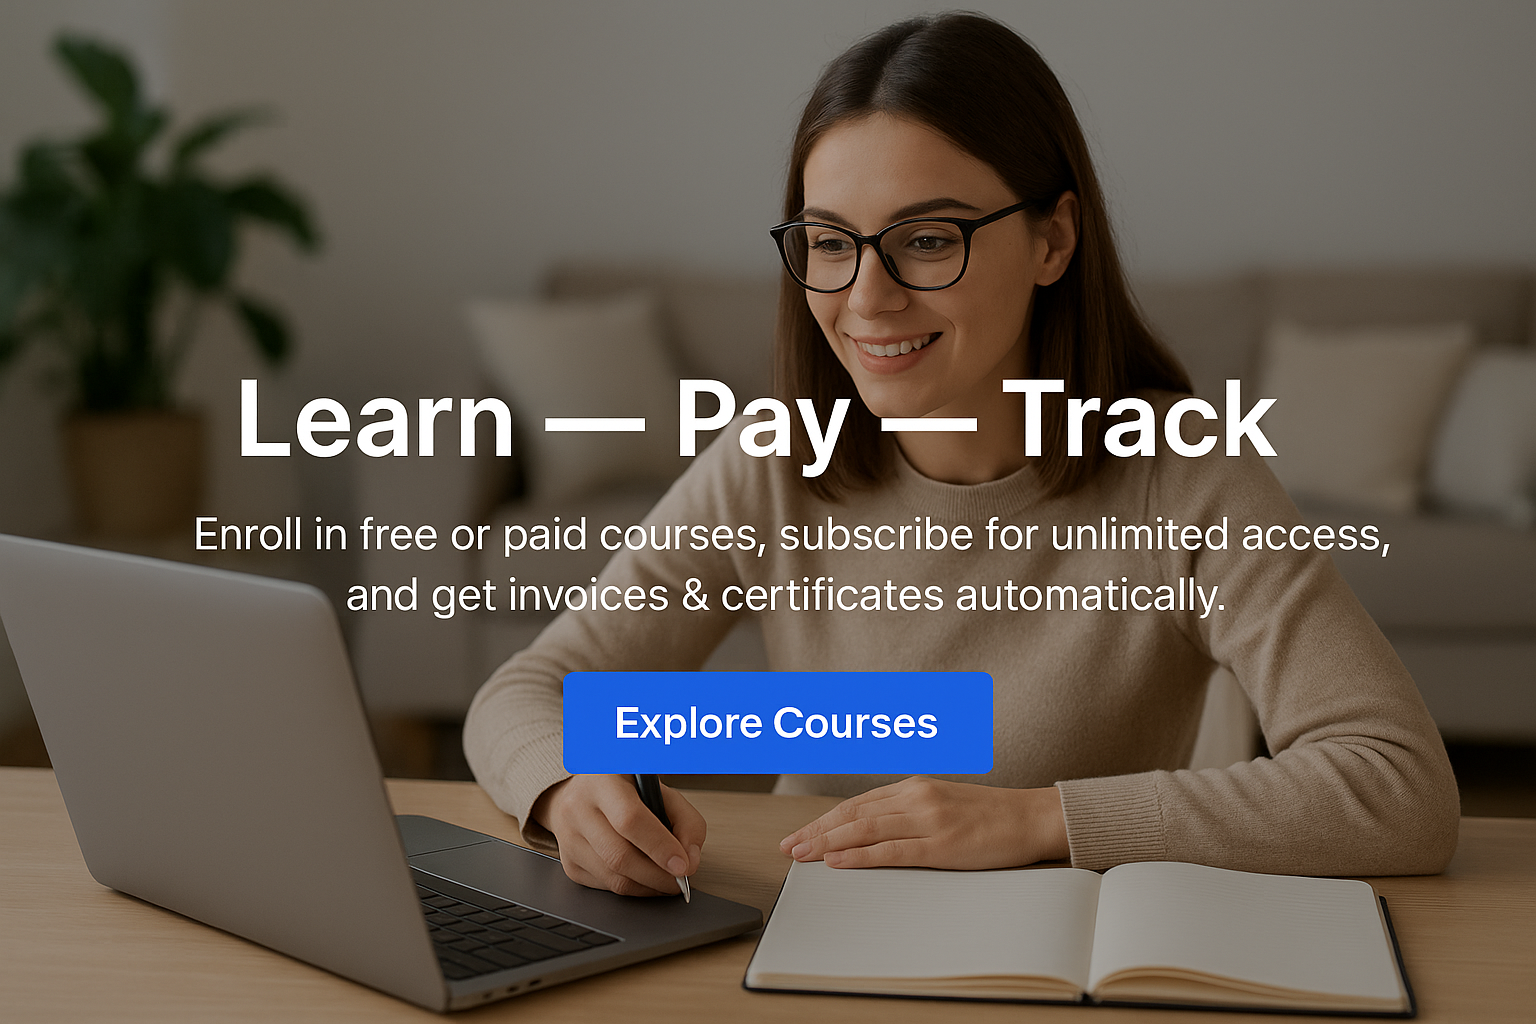 Learn — Pay — Track
Enroll in free or paid courses, subscribe for unlimited access,
and get invoices & certificates automatically.
Explore Courses